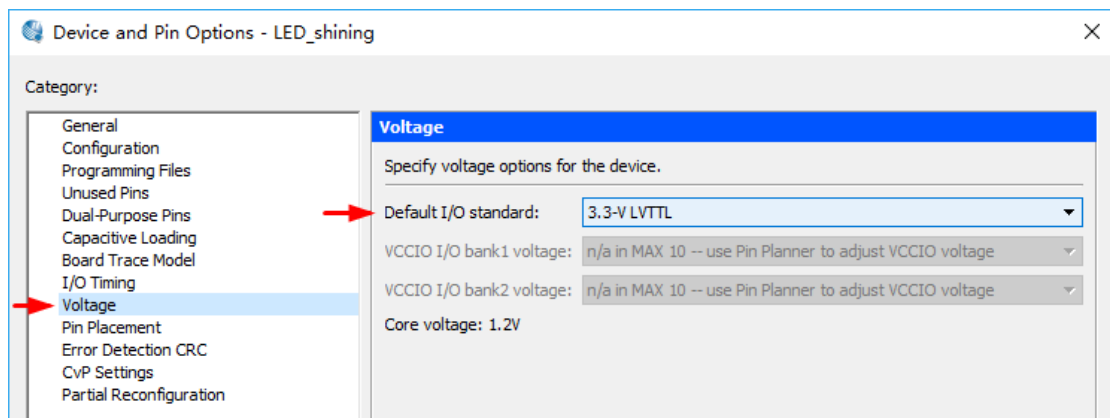 Device and Pin Options - LED_shining
Category:
General
Configuration
Programming Files
Unused Pins
Dual-Purpose Pins
Capacitive Loading
Board Trace Model
I/O Timing
Voltage
Pin Placement
Error Detection CRC
CvP Settings
Partial Reconfiguration
Voltage
Specify voltage options for the device.
Default I/O standard: 3.3-V LVTTL
VCCIO I/O bank1 voltage: n/a in MAX 10 -- use Pin Planner to adjust VCCIO voltage
VCCIO I/O bank2 voltage: n/a in MAX 10 -- use Pin Planner to adjust VCCIO voltage
Core voltage: 1.2V